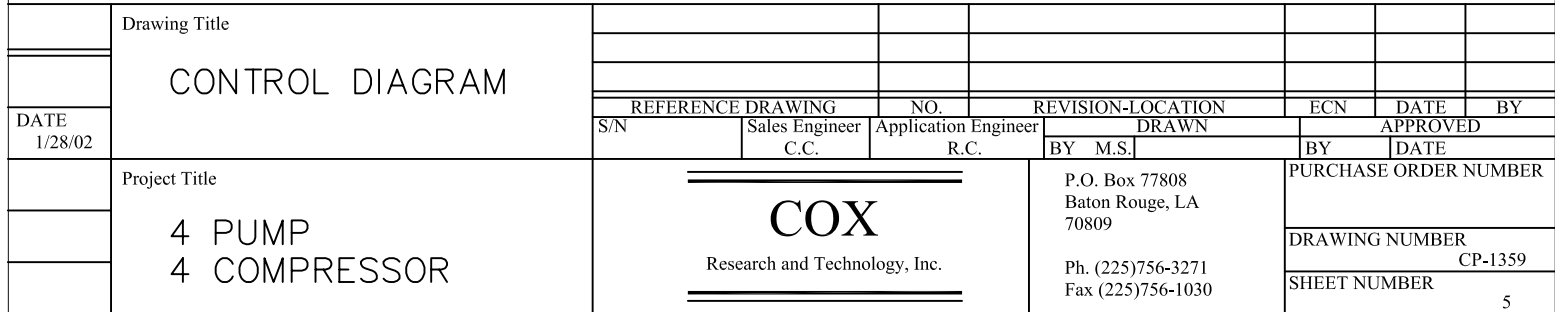 Drawing Title
CONTROL DIAGRAM
REFERENCE DRAWING NO. REVISION-LOCATION ECN DATE BY
DATE
1/28/02
S/N Sales Engineer Application Engineer DRAWN APPROVED
C.C. R.C. BY M.S. BY DATE
Project Title
4 PUMP
4 COMPRESSOR
COX
Research and Technology, Inc.
P.O. Box 77808
Baton Rouge, LA
70809
Ph. (225)756-3271
Fax (225)756-1030
PURCHASE ORDER NUMBER
DRAWING NUMBER
CP-1359
SHEET NUMBER
5